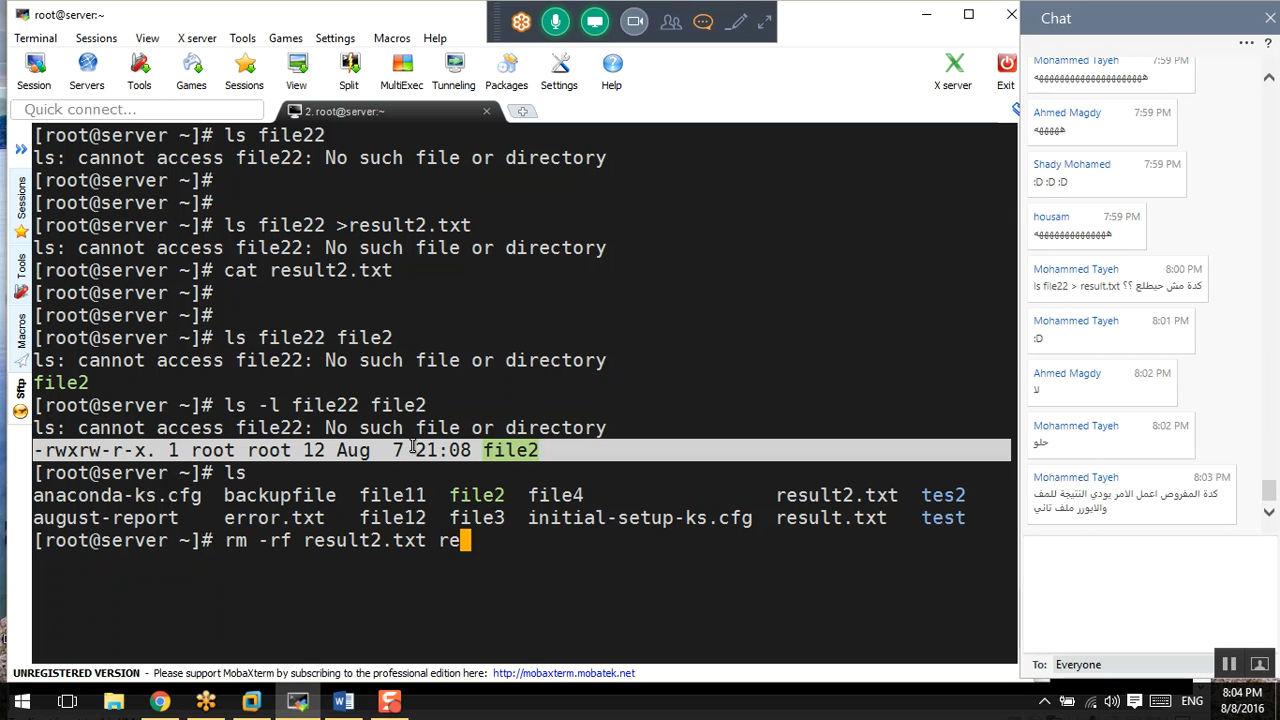 root@server:~
Terminal Sessions View X server Tools Games Settings Macros Help
Session Servers Tools Games Sessions View Split MultiExec Tunneling Packages Settings Help X server Exit
Quick connect...
2. root@server:~
Sessions
Tools
Macros
Sftp
[root@server ~]# ls file22
ls: cannot access file22: No such file or directory
[root@server ~]#
[root@server ~]#
[root@server ~]# ls file22 >result2.txt
ls: cannot access file22: No such file or directory
[root@server ~]# cat result2.txt
[root@server ~]#
[root@server ~]#
[root@server ~]# ls file22 file2
ls: cannot access file22: No such file or directory
file2
[root@server ~]# ls -l file22 file2
ls: cannot access file22: No such file or directory
-rwxrw-r-x. 1 root root 12 Aug 7 21:08 file2
[root@server ~]# ls
anaconda-ks.cfg backupfile file11 file2 file4 result2.txt tes2
august-report error.txt file12 file3 initial-setup-ks.cfg result.txt test
[root@server ~]# rm -rf result2.txt re
UNREGISTERED VERSION - Please support MobaXterm by subscribing to the professional edition here: http://mobaxterm.mobatek.net
Chat
Mohammed Tayeh 7:59 PM
Ahmed Magdy 7:59 PM
ههههه
Shady Mohamed 7:59 PM
:D :D :D
housam 7:59 PM
Mohammed Tayeh 8:00 PM
ls file22 > result.txt كدة مش حيطلع ؟؟
Mohammed Tayeh 8:01 PM
:D
Ahmed Magdy 8:02 PM
لا
Mohammed Tayeh 8:02 PM
حلو
Mohammed Tayeh 8:03 PM
كدة المفروض اعمل الامر يودي النتيجة للمف
والايورر ملف تاني
To: Everyone
ENG
8:04 PM
8/8/2016